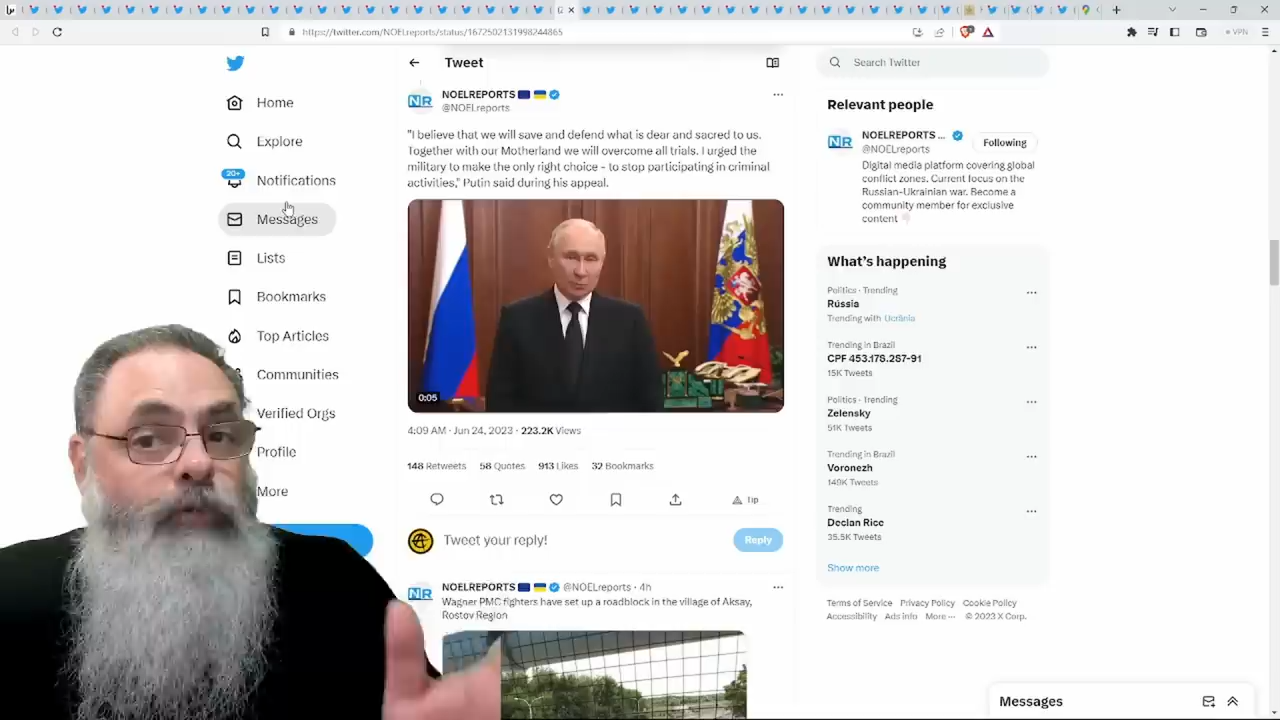 https://twitter.com/NOELreports/status/1672502131998244865
VPN
Home
Explore
20+
Notifications
Messages
Lists
Bookmarks
Top Articles
Communities
Verified Orgs
Profile
More
Tweet
NR
NOELREPORTS
@NOELreports
"I believe that we will save and defend what is dear and sacred to us.
Together with our Motherland we will overcome all trials. I urged the
military to make the only right choice - to stop participating in criminal
activities," Putin said during his appeal.
0:05
4:09 AM · Jun 24, 2023 · 223.2K Views
148 Retweets 58 Quotes 913 Likes 32 Bookmarks
Tip
Tweet your reply!
Reply
NR
NOELREPORTS @NOELreports · 4h
Wagner PMC fighters have set up a roadblock in the village of Aksay,
Rostov Region
Search Twitter
Relevant people
NR
NOELREPORTS ...
@NOELreports
Following
Digital media platform covering global
conflict zones. Current focus on the
Russian-Ukrainian war. Become a
community member for exclusive
content
What's happening
Politics · Trending
Rússia
Trending with Ucrânia
Trending in Brazil
CPF 453.178.287-91
15K Tweets
Politics · Trending
Zelensky
51K Tweets
Trending in Brazil
Voronezh
149K Tweets
Trending
Declan Rice
35.5K Tweets
Show more
Terms of Service Privacy Policy Cookie Policy
Accessibility Ads info More ··· © 2023 X Corp.
Messages